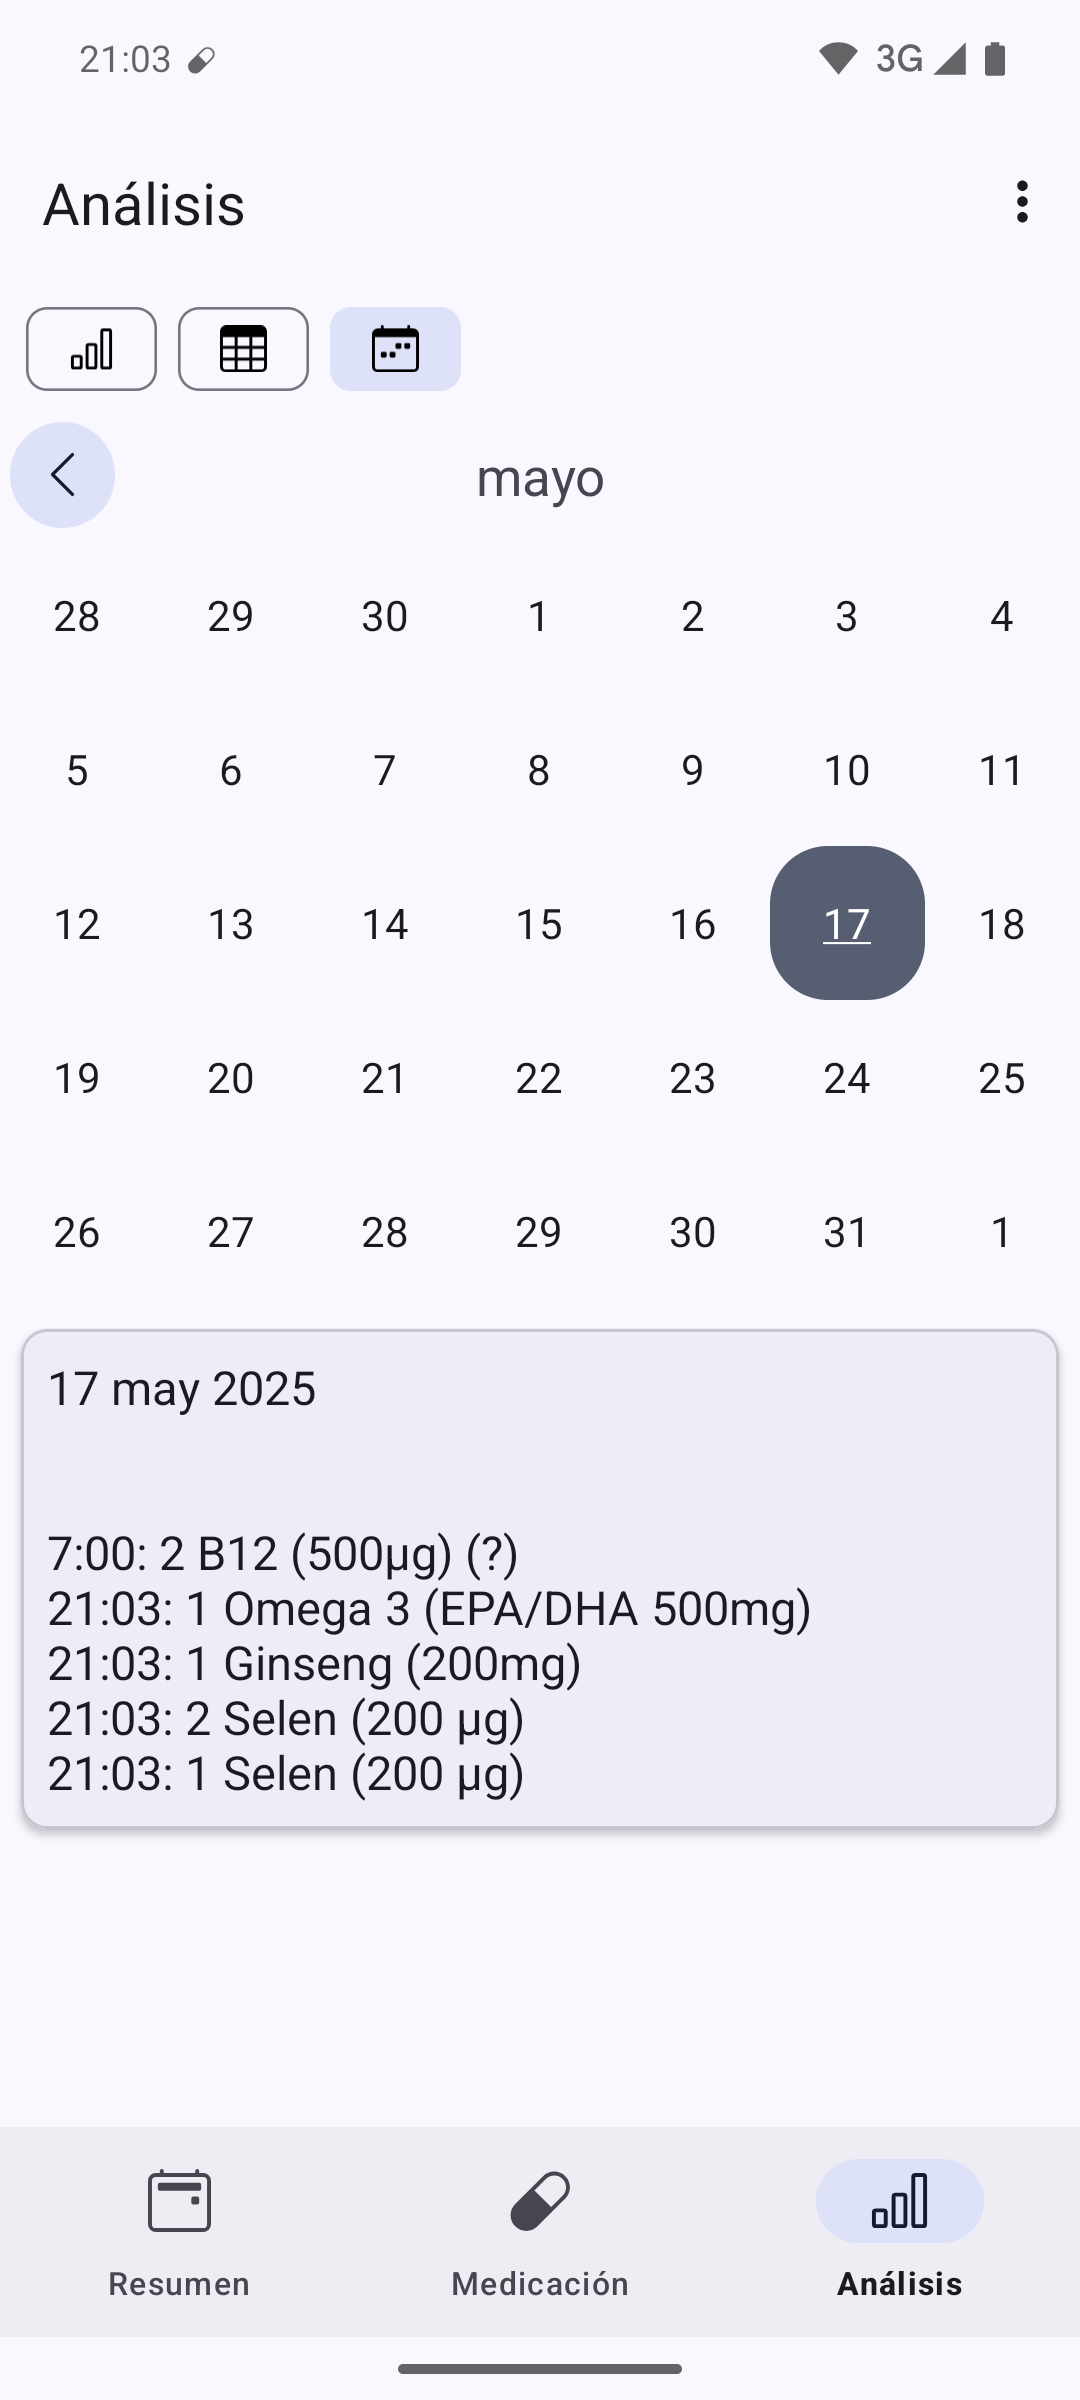 21:03 3G
Análisis
mayo
28 29 30 1 2 3 4
5 6 7 8 9 10 11
12 13 14 15 16 17 18
19 20 21 22 23 24 25
26 27 28 29 30 31 1
17 may 2025
7:00: 2 B12 (500µg) (?)
21:03: 1 Omega 3 (EPA/DHA 500mg)
21:03: 1 Ginseng (200mg)
21:03: 2 Selen (200 µg)
21:03: 1 Selen (200 µg)
Resumen Medicación Análisis